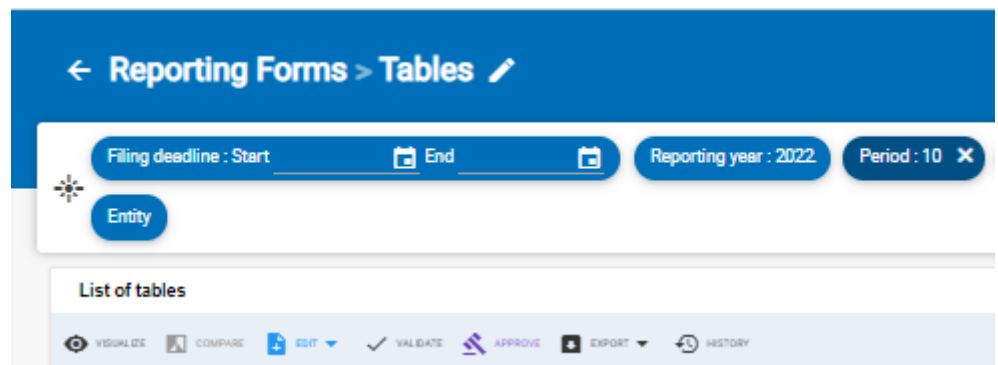 Reporting Forms > Tables
Filing deadline : Start End Reporting year : 2022 Period : 10
Entity
List of tables
VISUALIZE COMPARE EDIT VALIDATE APPROVE EXPORT HISTORY